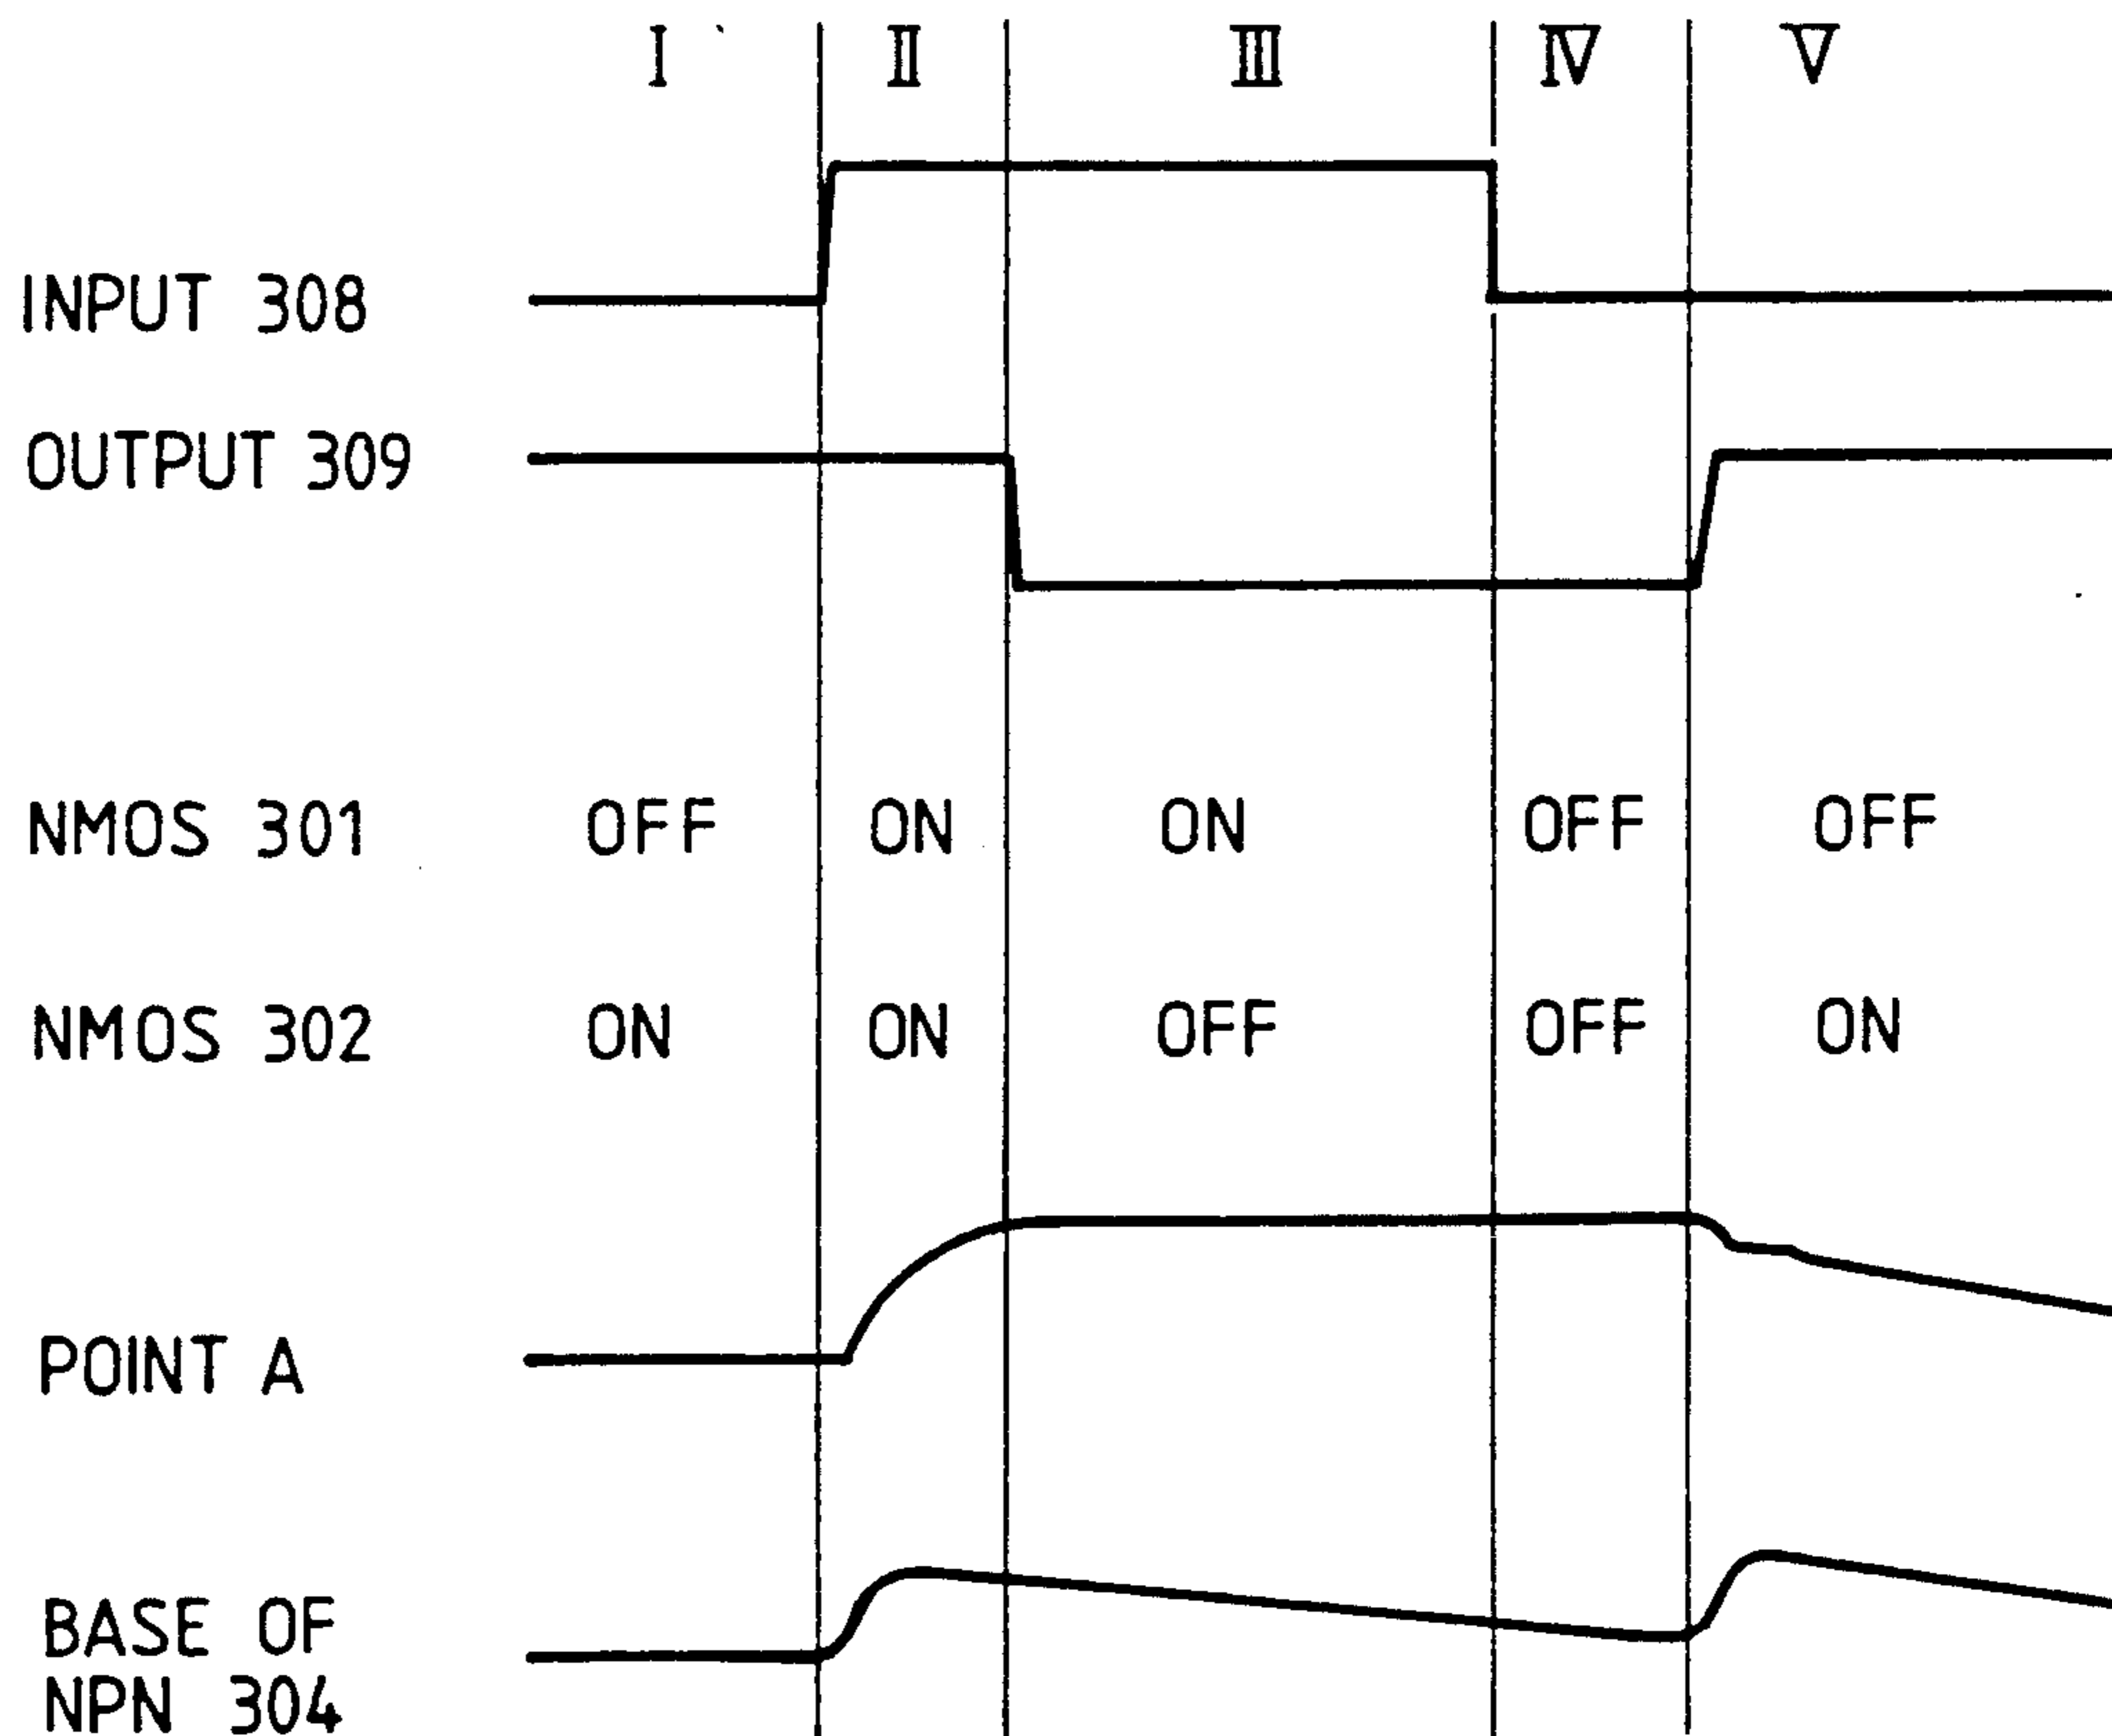 I II III IV V
INPUT 308
OUTPUT 309
NMOS 301 OFF ON ON OFF OFF
NMOS 302 ON ON OFF OFF ON
POINT A
BASE OF
NPN 304